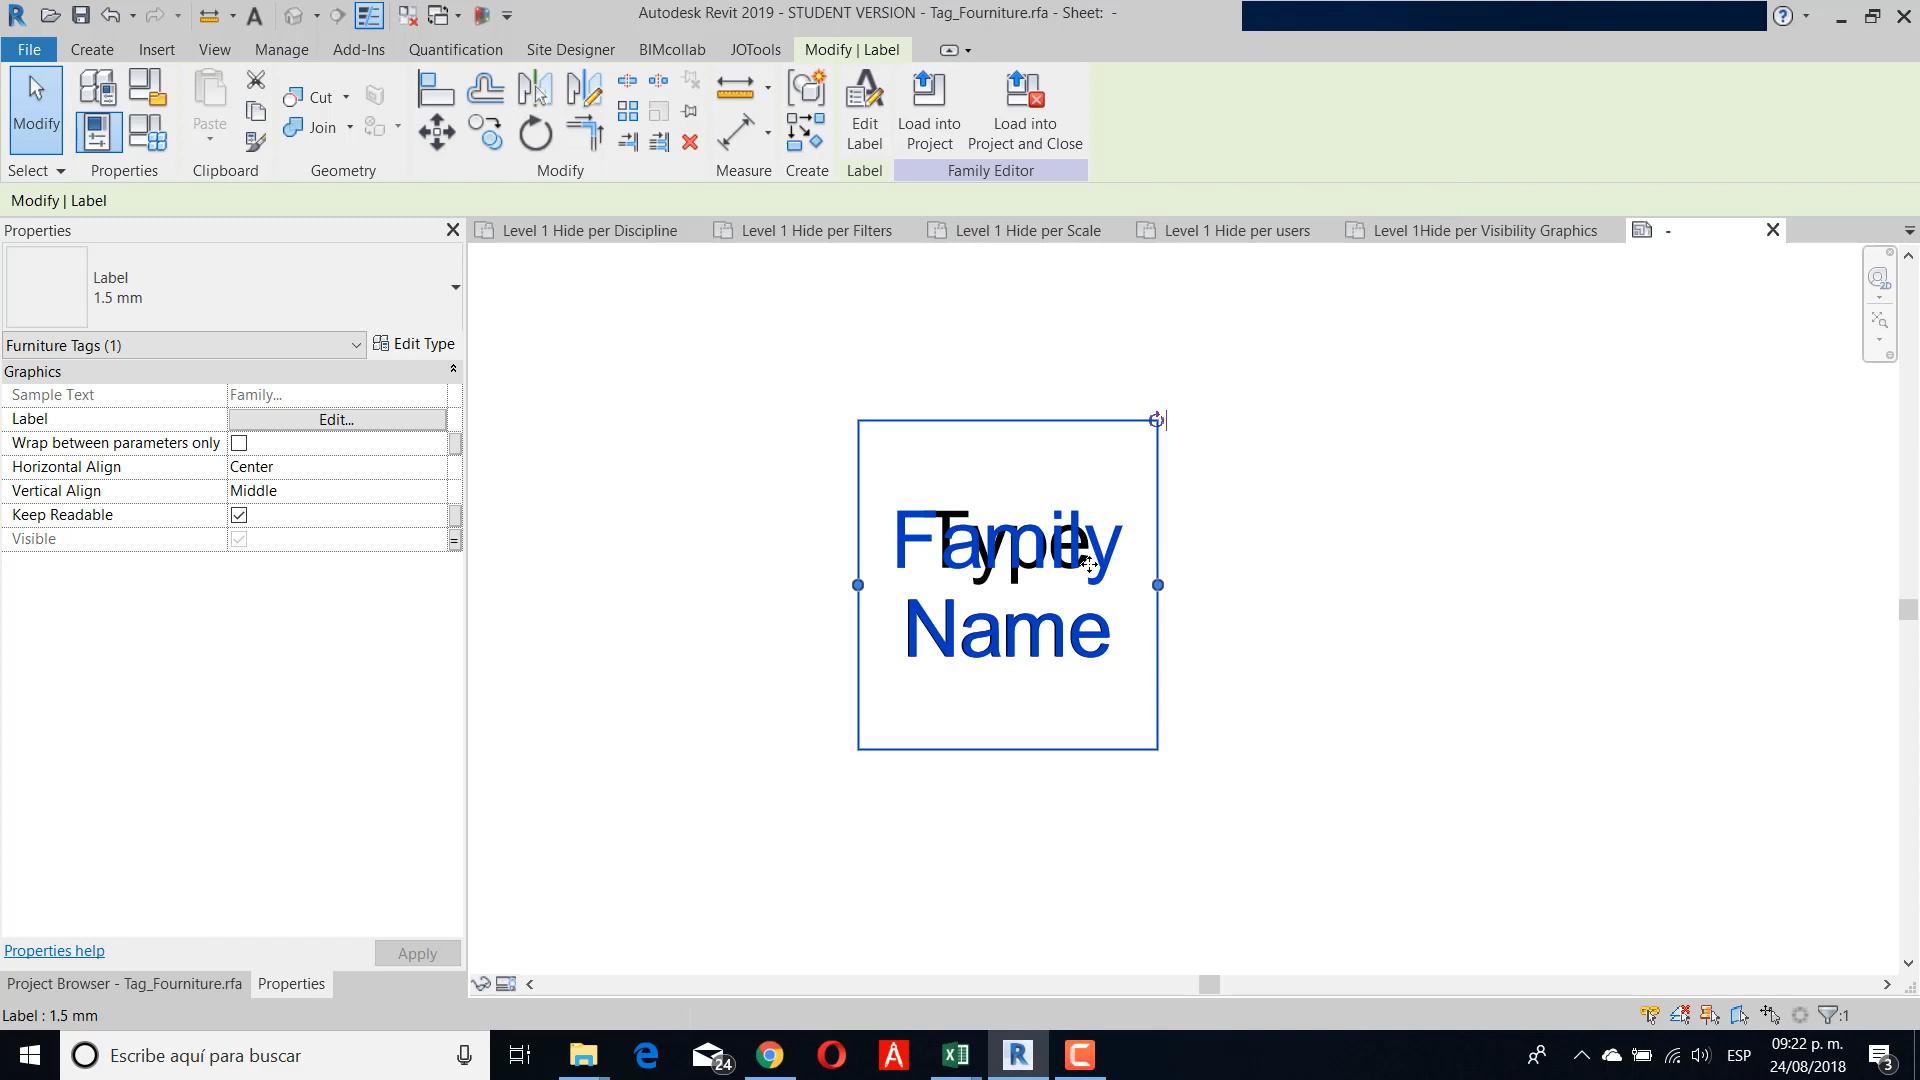 Autodesk Revit 2019 - STUDENT VERSION - Tag_Fourniture.rfa - Sheet: -
File Create Insert View Manage Add-Ins Quantification Site Designer BIMcollab JOTools Modify | Label
Modify
Paste
Cut
Join
Edit Label
Load into Project
Load into Project and Close
Select Properties Clipboard Geometry Modify Measure Create Label Family Editor
Modify | Label
Properties
Level 1 Hide per Discipline Level 1 Hide per Filters Level 1 Hide per Scale Level 1 Hide per users Level 1Hide per Visibility Graphics -
Label
1.5 mm
Furniture Tags (1) Edit Type
Graphics
Sample Text Family...
Label Edit...
Wrap between parameters only
Horizontal Align Center
Vertical Align Middle
Keep Readable
Visible =
2D
Type
Family
Name
Properties help Apply
Project Browser - Tag_Fourniture.rfa Properties
Label : 1.5 mm
:1
Escribe aquí para buscar
24
ESP
09:22 p. m.
24/08/2018
3